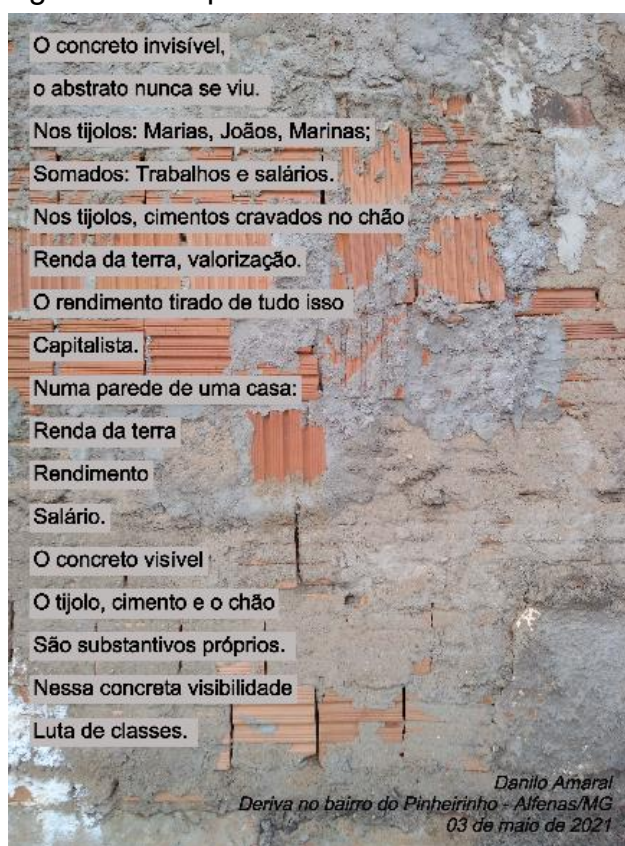 O concreto invisível,
o abstrato nunca se viu.
Nos tijolos: Marias, Joãos, Marinas;
Somados: Trabalhos e salários.
Nos tijolos, cimentos cravados no chão
Renda da terra, valorização.
O rendimento tirado de tudo isso
Capitalista.
Numa parede de uma casa:
Renda da terra
Rendimento
Salário.
O concreto visível
O tijolo, cimento e o chão
São substantivos próprios.
Nessa concreta visibilidade
Luta de classes.
Danilo Amaral
Deriva no bairro do Pinheirinho - Alfenas/MG
03 de maio de 2021